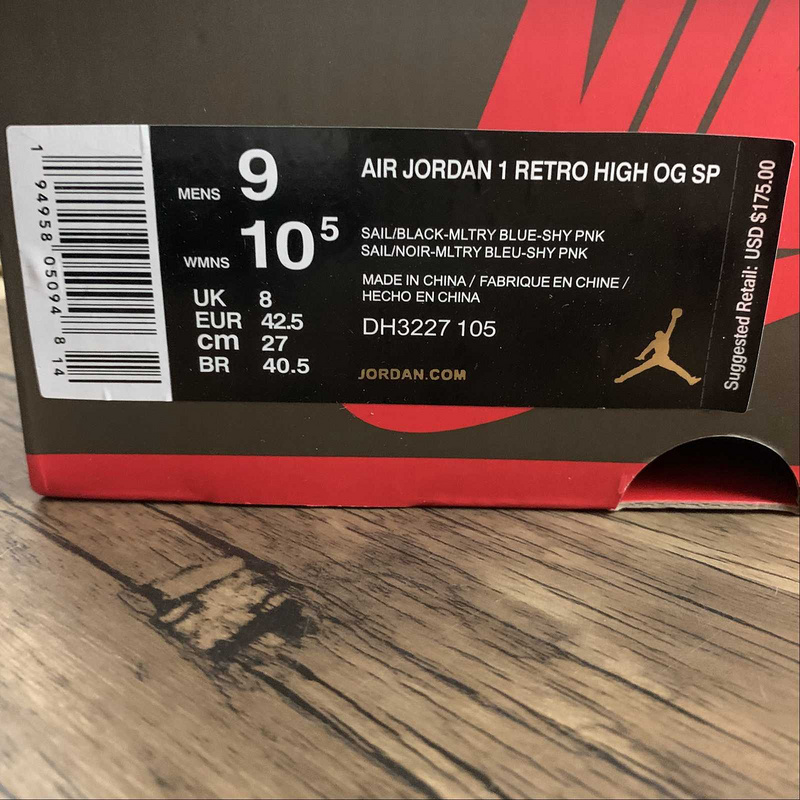 1 94958 05094 8 14
MENS 9
WMNS 10⁵
UK 8
EUR 42.5
cm 27
BR 40.5
AIR JORDAN 1 RETRO HIGH OG SP
SAIL/BLACK-MLTRY BLUE-SHY PNK
SAIL/NOIR-MLTRY BLEU-SHY PNK
MADE IN CHINA / FABRIQUE EN CHINE /
HECHO EN CHINA
DH3227 105
JORDAN.COM
Suggested Retail: USD $175.00